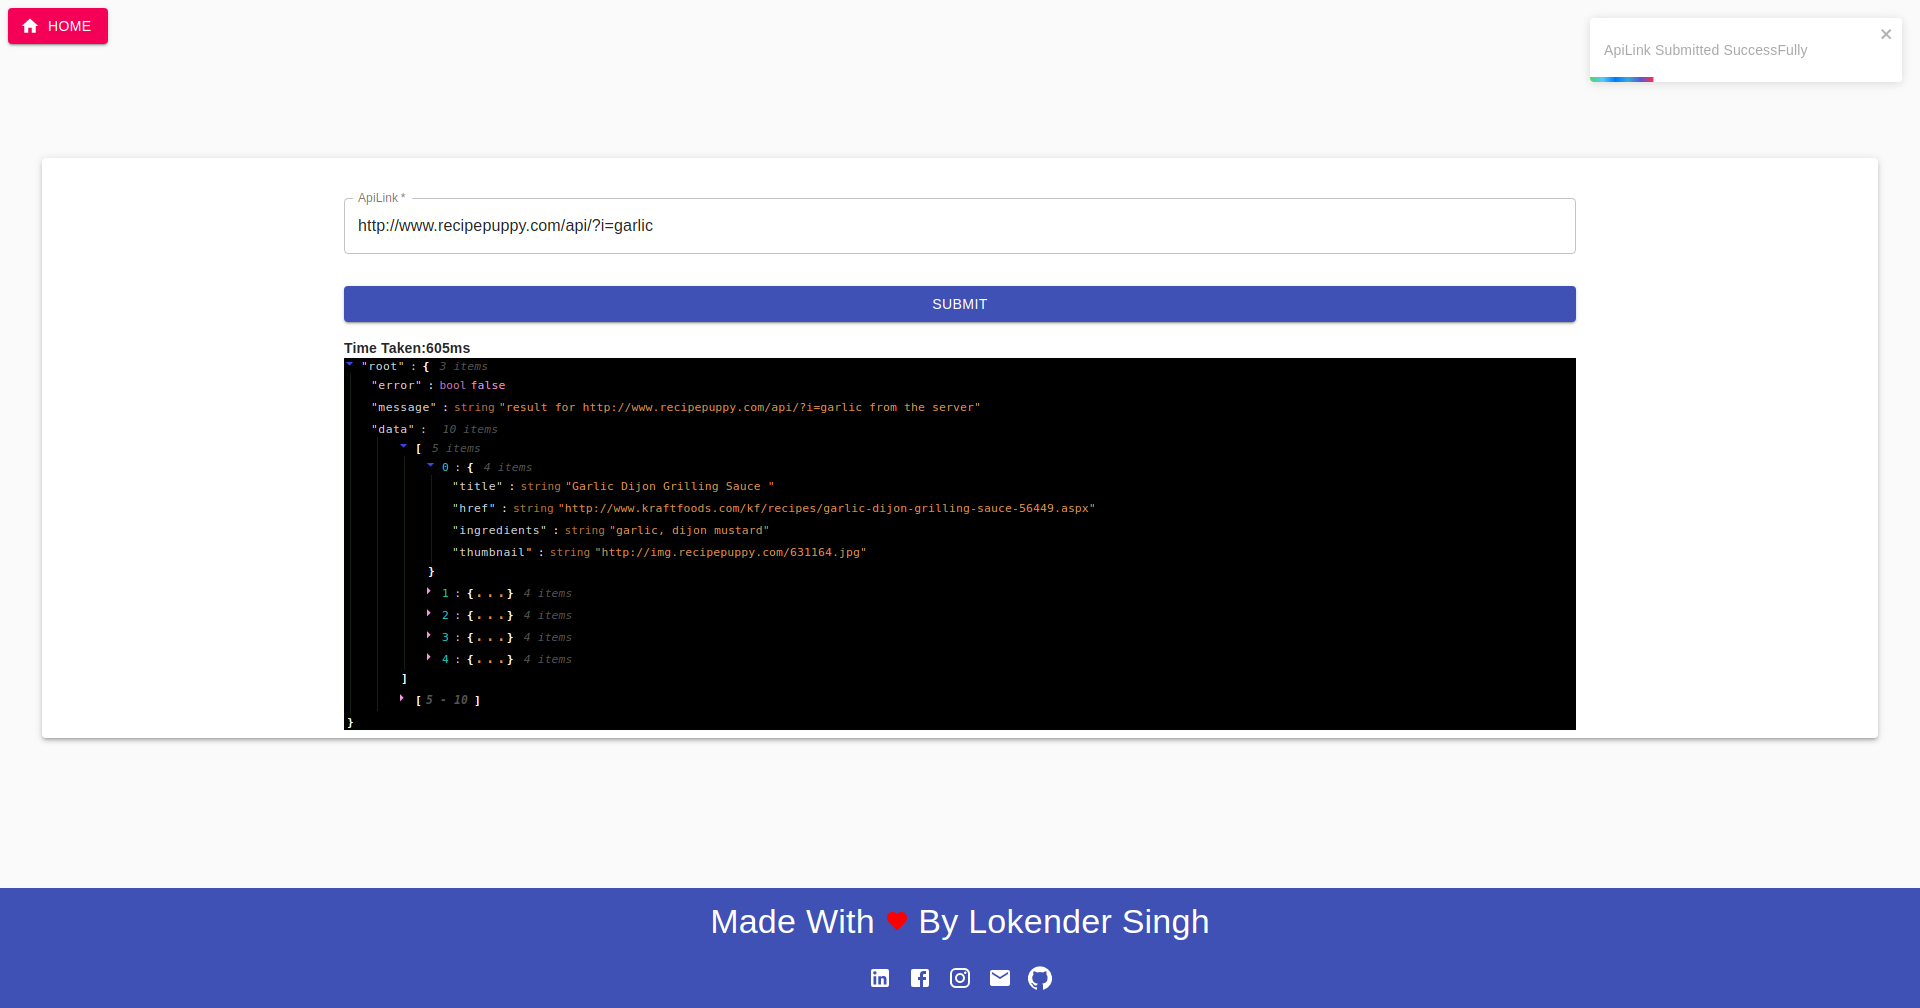 HOME
ApiLink Submitted SuccessFully
ApiLink *
http://www.recipepuppy.com/api/?i=garlic
SUBMIT
Time Taken:605ms
"root" : { 3 items
"error" : bool false
"message" : string "result for http://www.recipepuppy.com/api/?i=garlic from the server"
"data" : 10 items
[ 5 items
0 : { 4 items
"title" : string "Garlic Dijon Grilling Sauce "
"href" : string "http://www.kraftfoods.com/kf/recipes/garlic-dijon-grilling-sauce-56449.aspx"
"ingredients" : string "garlic, dijon mustard"
"thumbnail" : string "http://img.recipepuppy.com/631164.jpg"
}
1 : {...} 4 items
2 : {...} 4 items
3 : {...} 4 items
4 : {...} 4 items
]
[ 5 - 10 ]
}
Made With ❤ By Lokender Singh